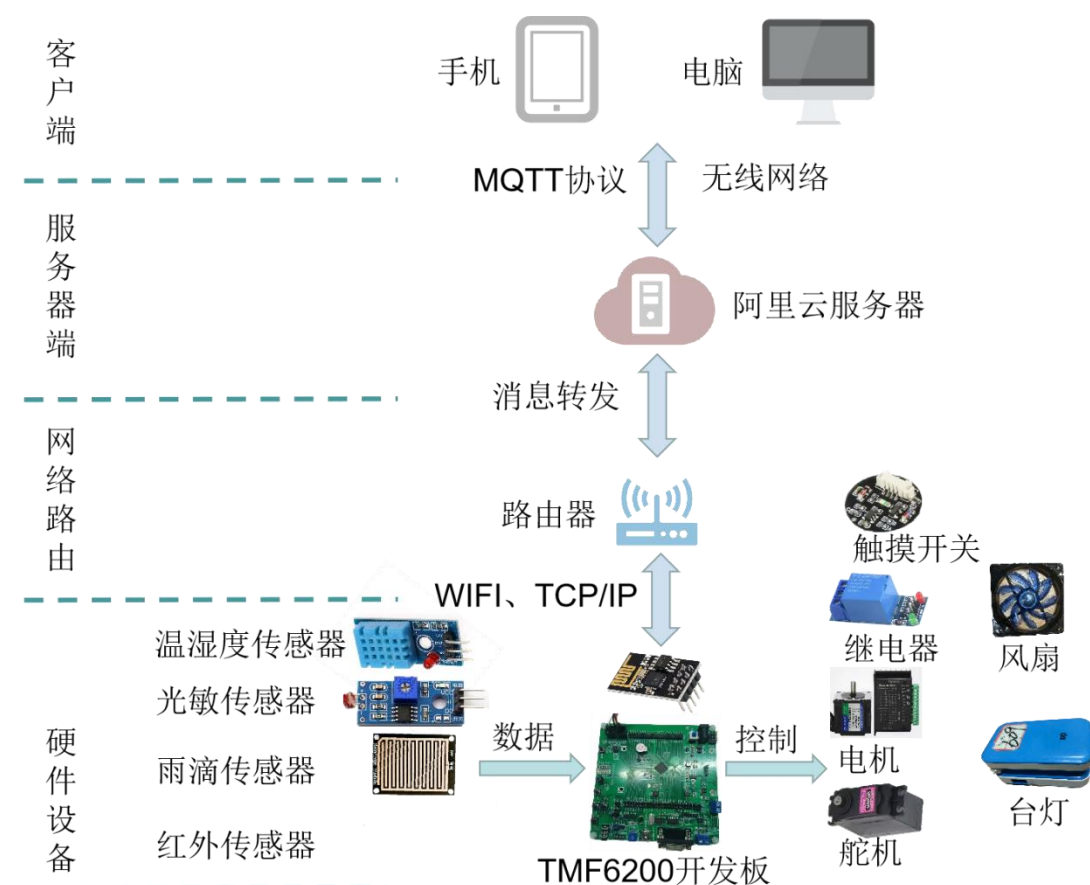 客户端
手机
电脑
MQTT协议
无线网络
服务器端
阿里云服务器
消息转发
网络路由
路由器
触摸开关
WIFI、TCP/IP
继电器
风扇
硬件设备
温湿度传感器
光敏传感器
雨滴传感器
红外传感器
数据
控制
电机
台灯
舵机
TMF6200开发板